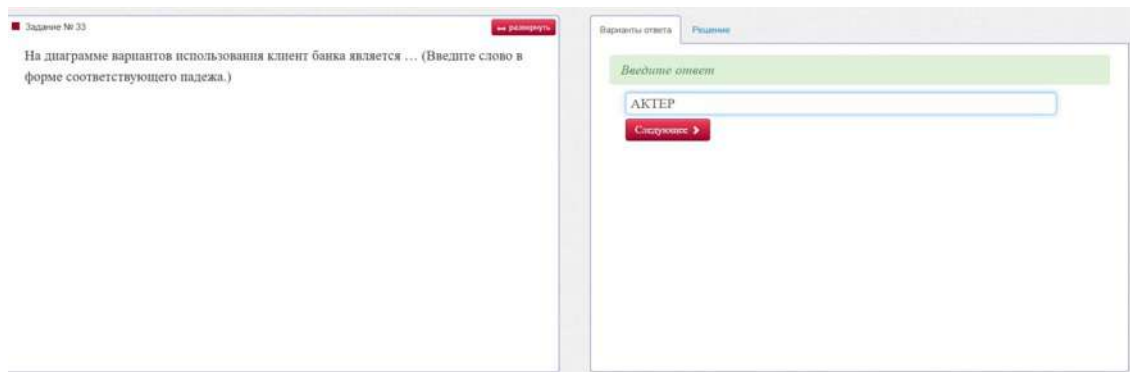 Задание № 33
развернуть
На диаграмме вариантов использования клиент банка является … (Введите слово в
форме соответствующего падежа.)
Варианты ответа
Решение
Введите ответ
АКТЕР
Следующее